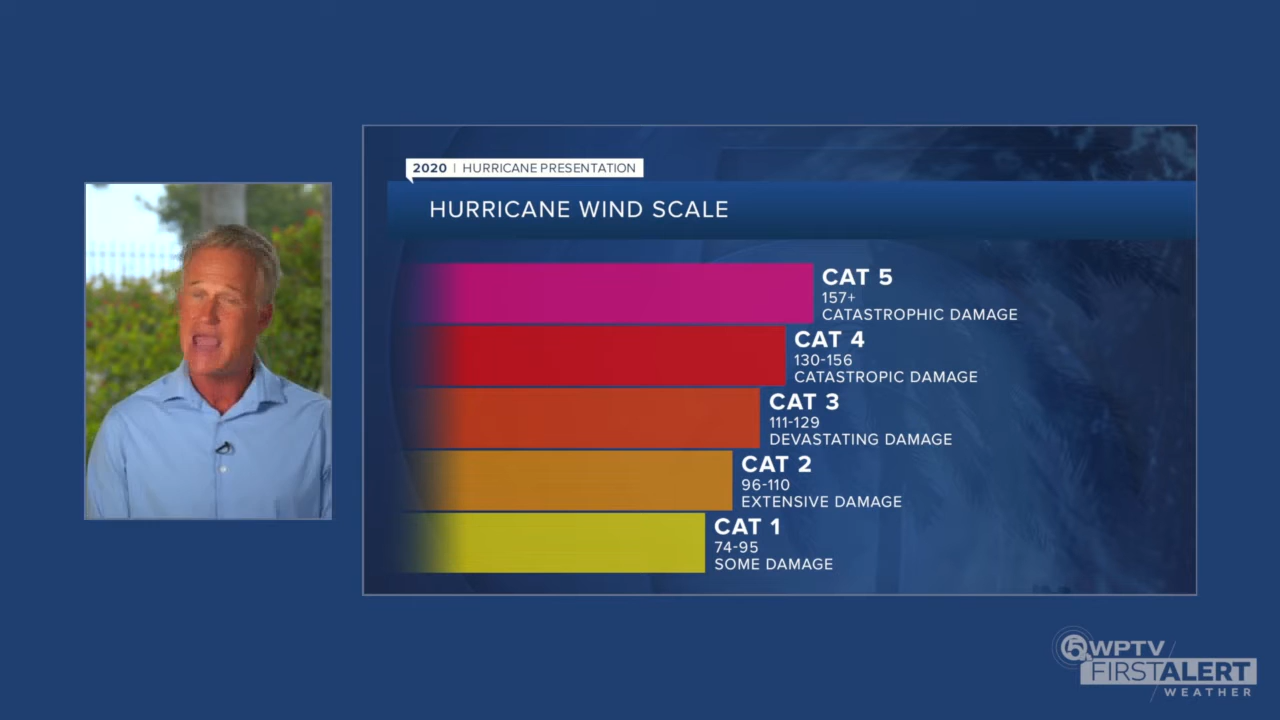 2020 | HURRICANE PRESENTATION
HURRICANE WIND SCALE
CAT 5
157+
CATASTROPHIC DAMAGE
CAT 4
130-156
CATASTROPIC DAMAGE
CAT 3
111-129
DEVASTATING DAMAGE
CAT 2
96-110
EXTENSIVE DAMAGE
CAT 1
74-95
SOME DAMAGE
5 WPTV
FIRST ALERT
WEATHER